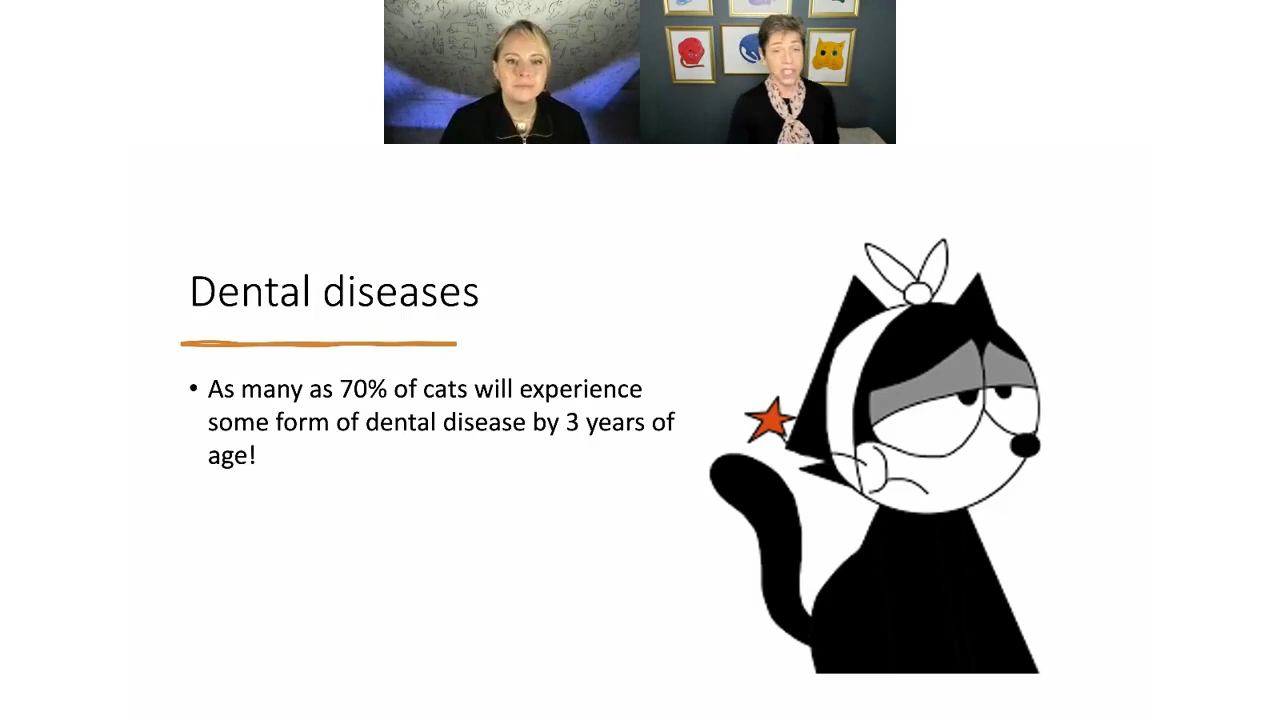 Dental diseases
• As many as 70% of cats will experience
some form of dental disease by 3 years of
age!